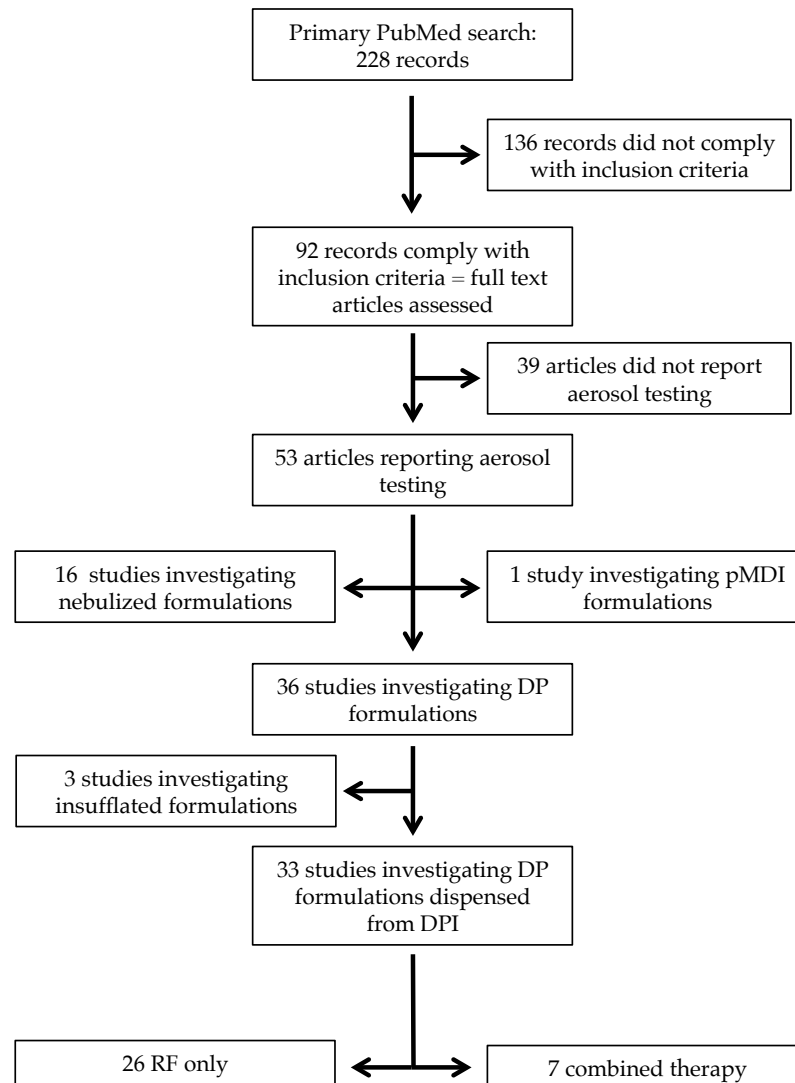 Primary PubMed search:
228 records
136 records did not comply
with inclusion criteria
92 records comply with
inclusion criteria = full text
articles assessed
39 articles did not report
aerosol testing
53 articles reporting aerosol
testing
16 studies investigating
nebulized formulations
1 study investigating pMDI
formulations
36 studies investigating DP
formulations
3 studies investigating
insufflated formulations
33 studies investigating DP
formulations dispensed
from DPI
26 RF only
7 combined therapy